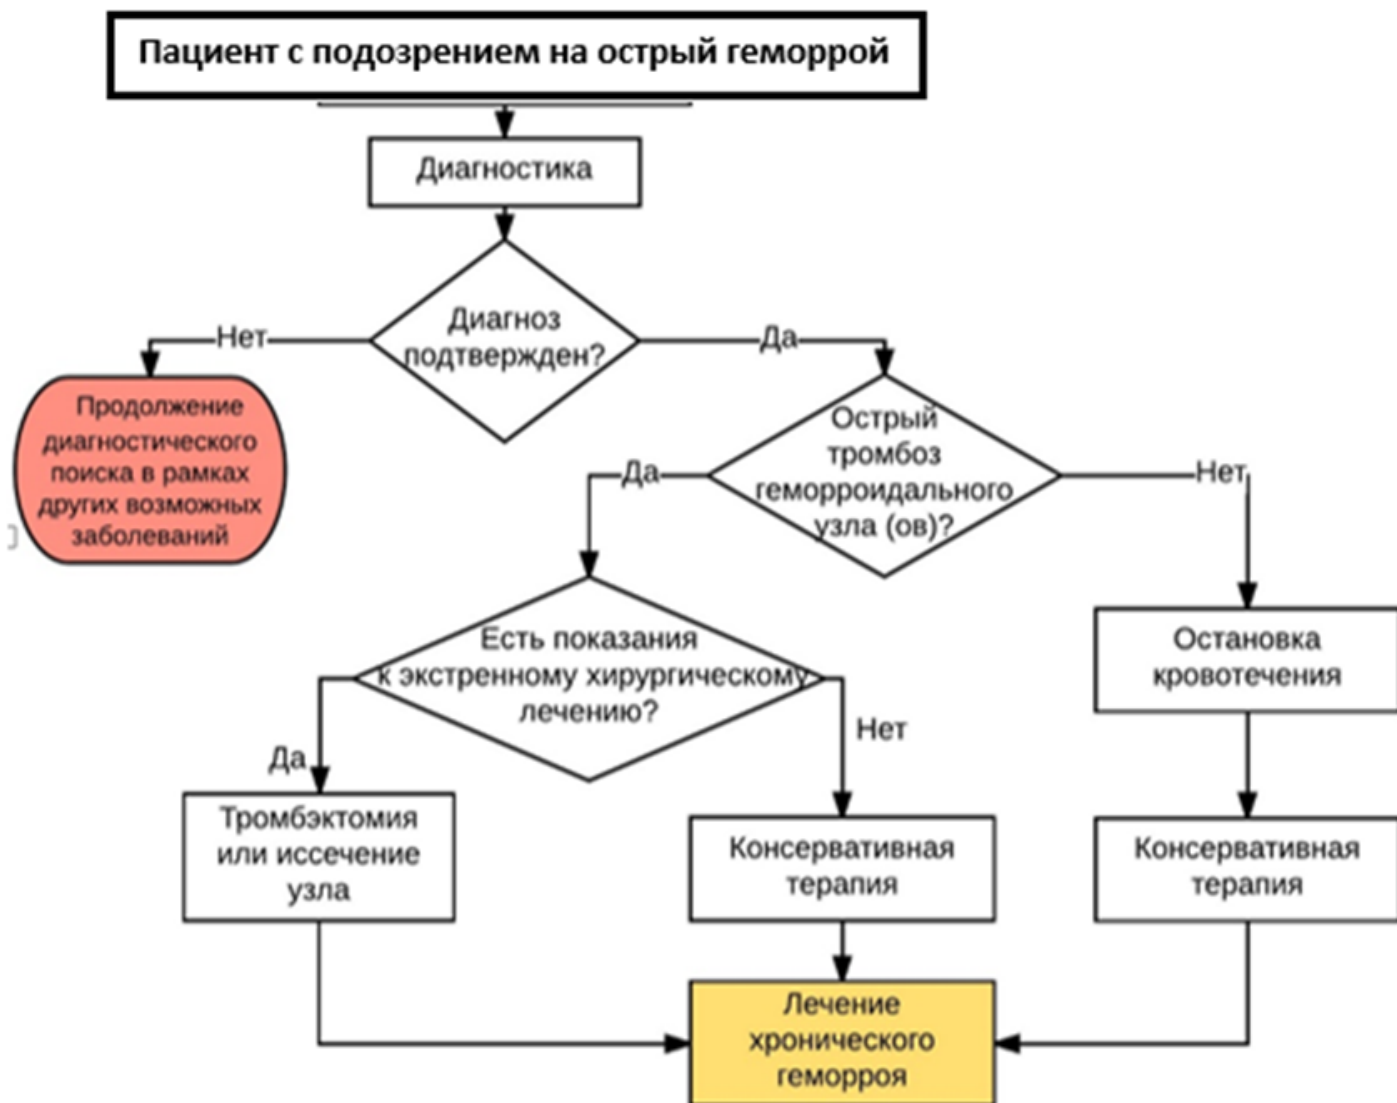 Пациент с подозрением на острый геморрой
Диагностика
Диагноз
подтвержден?
Нет
Да
Продолжение
диагностического
поиска в рамках
других возможных
заболеваний
Острый
тромбоз
геморроидального
узла (ов)?
Да
Нет
Есть показания
к экстренному хирургическому
лечению?
Остановка
кровотечения
Да
Нет
Тромбэктомия
или иссечение
узла
Консервативная
терапия
Консервативная
терапия
Лечение
хронического
геморроя